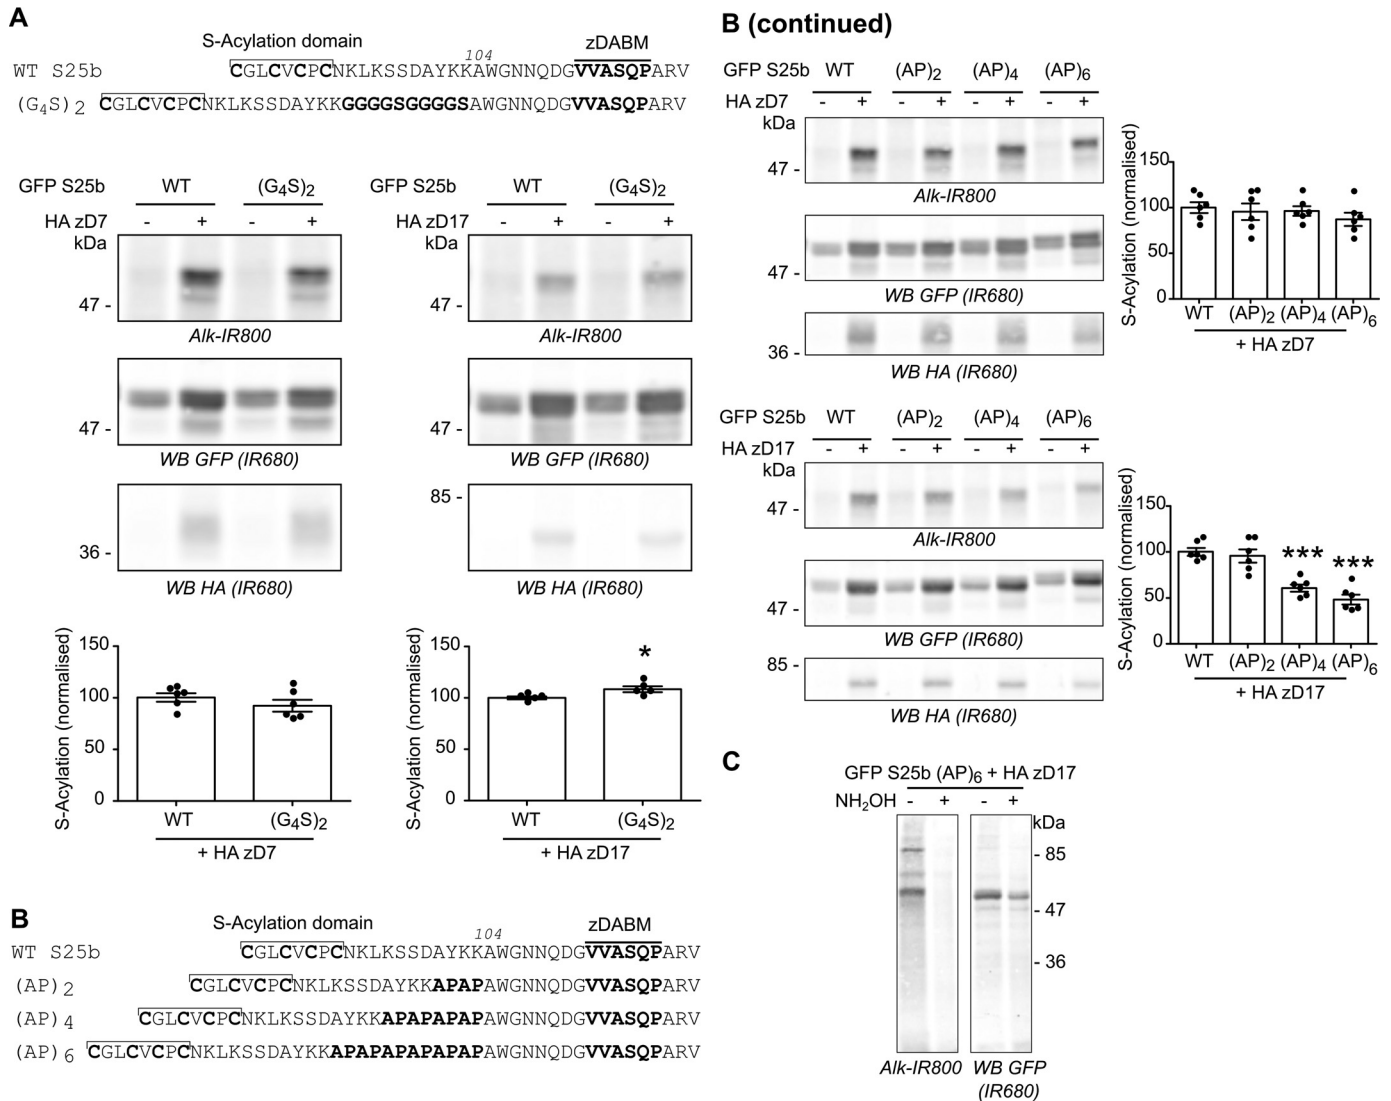 A
S-Acylation domain
104
zDABM
WT S25b CGLCVCPCNKLKSSDAYKKAWGNNQDGVVASQPARV
(G4S)2 CGLCVCPCNKLKSSDAYKKGGGGSGGGGSAWGNNQDGVVASQPARV
GFP S25b WT (G4S)2
HA zD7 - + - +
kDa
47 -
Alk-IR800
47 -
WB GFP (IR680)
36 -
WB HA (IR680)
GFP S25b WT (G4S)2
HA zD17 - + - +
kDa
47 -
Alk-IR800
47 -
WB GFP (IR680)
85 -
WB HA (IR680)
S-Acylation (normalised)
150
100
50
0
WT (G4S)2
+ HA zD7
S-Acylation (normalised)
150
100
50
0
*
WT (G4S)2
+ HA zD17
B
S-Acylation domain
104
zDABM
WT S25b CGLCVCPCNKLKSSDAYKKAWGNNQDGVVASQPARV
(AP)2 CGLCVCPCNKLKSSDAYKKAPAPAWGNNQDGVVASQPARV
(AP)4 CGLCVCPCNKLKSSDAYKKAPAPAPAPAWGNNQDGVVASQPARV
(AP)6 CGLCVCPCNKLKSSDAYKKAPAPAPAPAPAPAWGNNQDGVVASQPARV
B (continued)
GFP S25b WT (AP)2 (AP)4 (AP)6
HA zD7 - + - + - + - +
kDa
47 -
Alk-IR800
47 -
WB GFP (IR680)
36 -
WB HA (IR680)
S-Acylation (normalised)
150
100
50
0
WT (AP)2 (AP)4 (AP)6
+ HA zD7
GFP S25b WT (AP)2 (AP)4 (AP)6
HA zD17 - + - + - + - +
kDa
47 -
Alk-IR800
47 -
WB GFP (IR680)
85 -
WB HA (IR680)
S-Acylation (normalised)
150
100
50
0
*** ***
WT (AP)2 (AP)4 (AP)6
+ HA zD17
C
GFP S25b (AP)6 + HA zD17
NH2OH - + - +
kDa
- 85
- 47
- 36
Alk-IR800 WB GFP
(IR680)